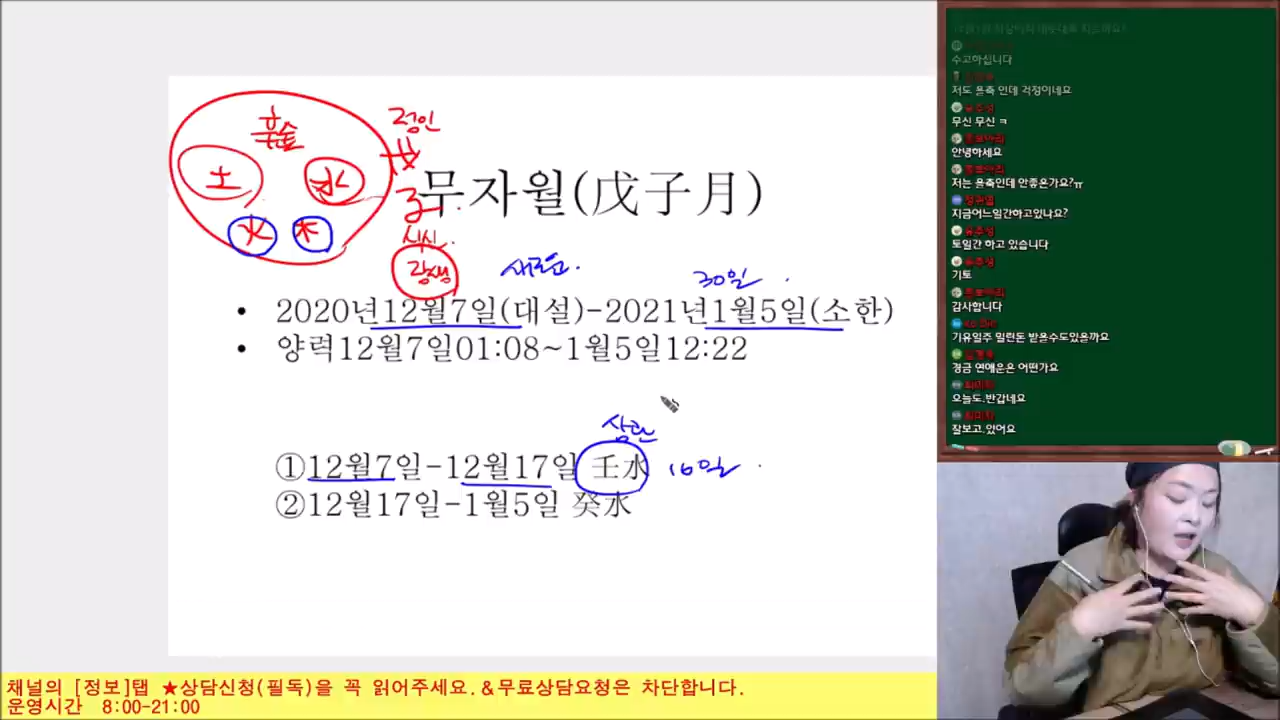 정인
土
水
水 木
무자월(戊子月)
장생
새로운.
30일
• 2020년12월7일(대설)-2021년1월5일(소한)
• 양력12월7일01:08~1월5일12:22
상관
①12월7일-12월17일 壬水 10일
②12월17일-1월5일 癸水
수고하십니다
저도 을축 인데 걱정이네요
무신 무신 ㅋ
안녕하세요
저는 을축인데 안좋은가요?ㅠ
지금어느일간하고있나요?
토일간 하고 있습니다
기토
감사합니다
기유일주 밀린돈 받을수도있을까요
경금 연애운은 어떤가요
오늘도.반갑네요
잘보고.있어요
채널의 [정보]탭 ★상담신청(필독)을 꼭 읽어주세요.&무료상담요청은 차단합니다.
운영시간 8:00-21:00